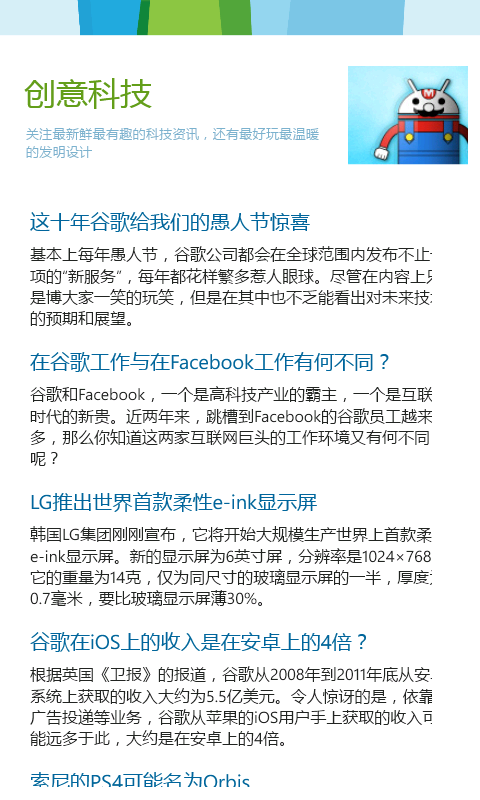 创意科技
关注最新鲜最有趣的科技资讯，还有最好玩最温暖
的发明设计
M
这十年谷歌给我们的愚人节惊喜
基本上每年愚人节，谷歌公司都会在全球范围内发布不止
项的“新服务”，每年都花样繁多惹人眼球。尽管在内容上只
是博大家一笑的玩笑，但是在其中也不乏能看出对未来技
的预期和展望。
在谷歌工作与在Facebook工作有何不同？
谷歌和Facebook，一个是高科技产业的霸主，一个是互联
时代的新贵。近两年来，跳槽到Facebook的谷歌员工越来
多，那么你知道这两家互联网巨头的工作环境又有何不同
呢？
LG推出世界首款柔性e-ink显示屏
韩国LG集团刚刚宣布，它将开始大规模生产世界上首款柔
e-ink显示屏。新的显示屏为6英寸屏，分辨率是1024×768
它的重量为14克，仅为同尺寸的玻璃显示屏的一半，厚度
0.7毫米，要比玻璃显示屏薄30%。
谷歌在iOS上的收入是在安卓上的4倍？
根据英国《卫报》的报道，谷歌从2008年到2011年底从安
系统上获取的收入大约为5.5亿美元。令人惊讶的是，依靠
广告投递等业务，谷歌从苹果的iOS用户手上获取的收入可
能远多于此，大约是在安卓上的4倍。
索尼的PS4可能名为Orbis